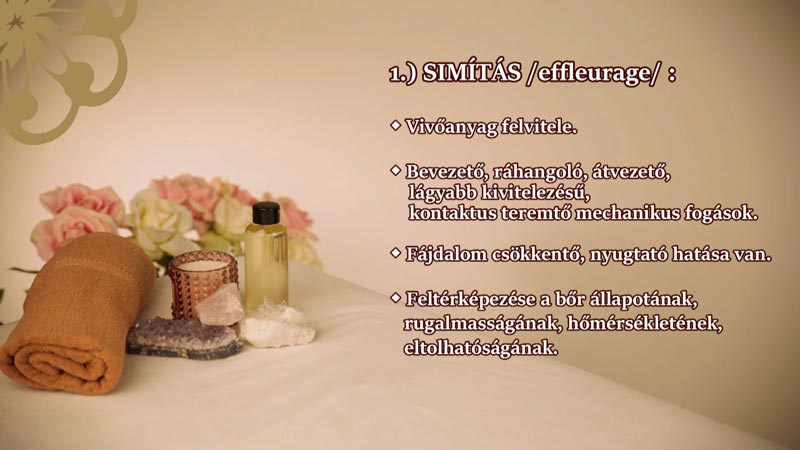 1.) SIMÍTÁS /effleurage/ :
Vivőanyag felvitele.
Bevezető, ráhangoló, átvezető,
lágyabb kivitelezésű,
kontaktus teremtő mechanikus fogások.
Fájdalom csökkentő, nyugtató hatása van.
Feltérképezése a bőr állapotának,
rugalmasságának, hőmérsékletének,
eltolhatóságának.